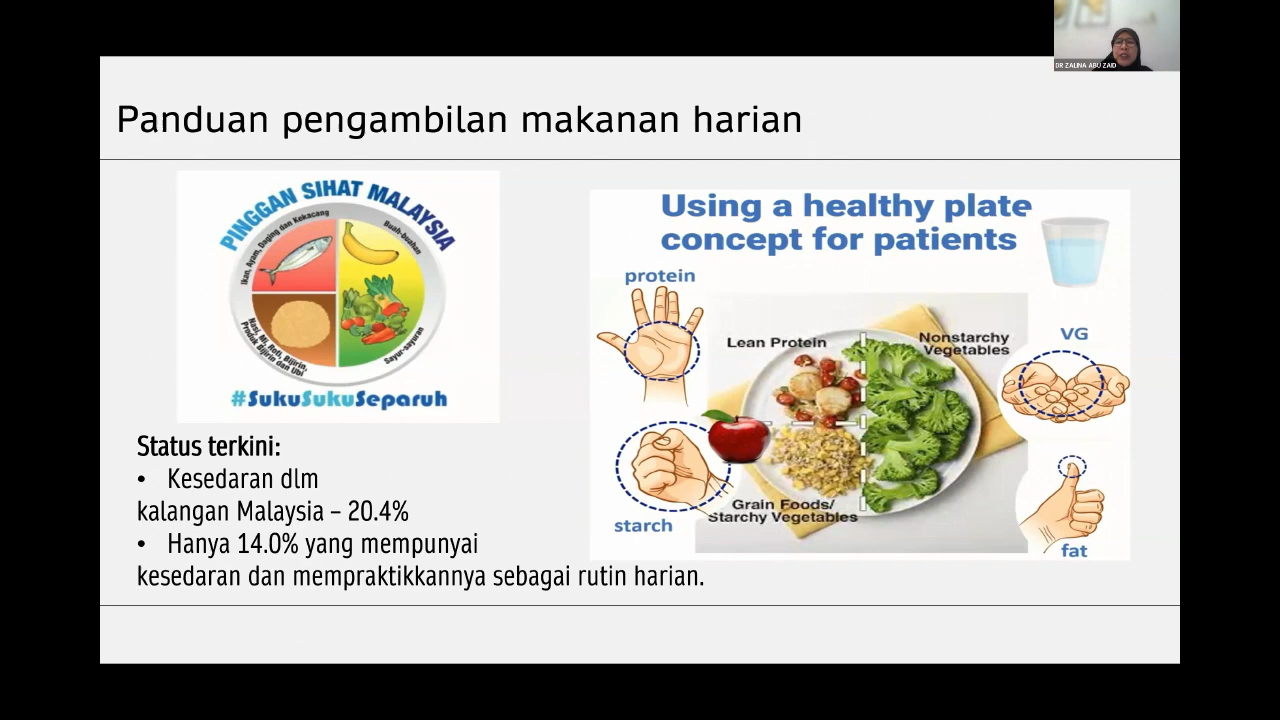 DR ZALINA ABU ZAID
Panduan pengambilan makanan harian
PINGGAN SIHAT MALAYSIA
Ikan, Ayam, Daging dan Kekacang
Buah-buahan
Nasi, Mi, Roti, Bijirin,
Produk Bijirin dan Ubi
Sayur-sayuran
#SukuSukuSeparuh
Status terkini:
• Kesedaran dlm
kalangan Malaysia – 20.4%
• Hanya 14.0% yang mempunyai
kesedaran dan mempraktikkannya sebagai rutin harian.
Using a healthy plate
concept for patients
protein
Lean Protein
Nonstarchy
Vegetables
VG
starch
Grain Foods/
Starchy Vegetables
fat